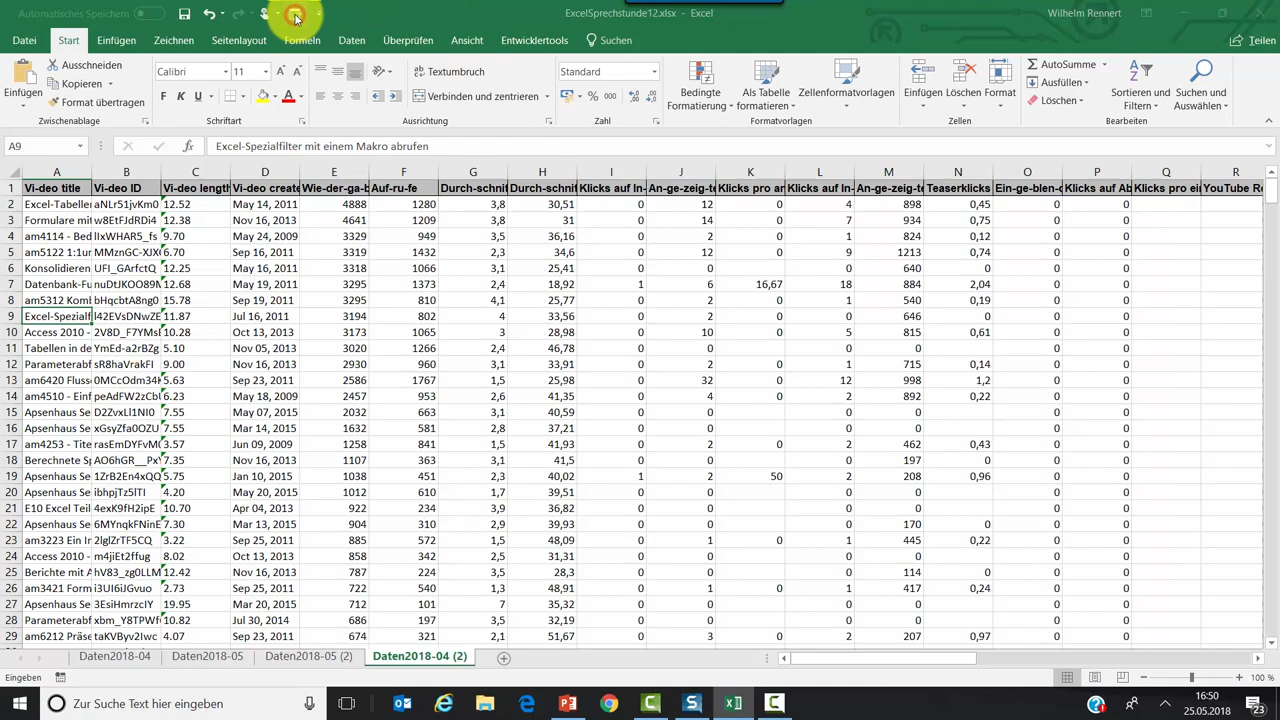 Automatisches Speichern
ExcelSprechstunde12.xlsx - Excel
Wilhelm Rennert
Datei Start Einfügen Zeichnen Seitenlayout Formeln Daten Überprüfen Ansicht Entwicklertools Suchen Teilen
Einfügen
Ausschneiden
Kopieren
Format übertragen
Calibri 11
F K U
Textumbruch
Verbinden und zentrieren
Standard
% 000
Bedingte Formatierung
Als Tabelle formatieren
Zellenformatvorlagen
Einfügen Löschen Format
AutoSumme
Ausfüllen
Löschen
Sortieren und Filtern
Suchen und Auswählen
Zwischenablage Schriftart Ausrichtung Zahl Formatvorlagen Zellen Bearbeiten
A9 fx Excel-Spezialfilter mit einem Makro abrufen
A B C D E F G H I J K L M N O P Q R
1 Vi-deo title Vi-deo ID Vi-deo length Vi-deo create Wie-der-ga-b Auf-ru-fe Durch-schnit Durch-schnit Klicks auf In- An-ge-zeig-te Klicks pro an Klicks auf In- An-ge-zeig-te Teaserklicks Ein-ge-blen-d Klicks auf Ab Klicks pro ei YouTube Re
2 Excel-Tabeller aNLr51jvKm0 12.52 May 14, 2011 4888 1280 3,8 30,51 0 12 0 4 898 0,45 0 0
3 Formulare mit w8EtFJdRDi4 12.38 Nov 16, 2013 4641 1209 3,8 31 0 14 0 7 934 0,75 0 0
4 am4114 - Bed lIxWHAR5_fs 9.70 May 24, 2009 3329 949 3,5 36,16 0 2 0 1 824 0,12 0 0
5 am5122 1:1un MMznGC-XJX 6.70 Sep 16, 2011 3319 1432 2,3 34,6 0 12 0 9 1213 0,74 0 0
6 Konsolidieren UFI_GArfctQ 12.25 May 16, 2011 3318 1066 3,1 25,41 0 0 0 640 0 0 0
7 Datenbank-Fu nuDtJKOO89M 12.68 May 19, 2011 3295 1373 2,4 18,92 1 6 16,67 18 884 2,04 0 0
8 am5312 Komb bHqcbtA8ng0 15.78 Sep 19, 2011 3295 810 4,1 25,77 0 2 0 1 540 0,19 0 0
9 Excel-Spezialf l42EVsDNwZE 11.87 Jul 16, 2011 3194 802 4 33,56 0 0 0 0 0 0
10 Access 2010 - 2V8D_F7YMsE 10.28 Oct 13, 2013 3173 1065 3 28,98 0 10 0 5 815 0,61 0 0
11 Tabellen in de YmEd-a2rBZg 5.10 Nov 05, 2013 3020 1266 2,4 46,78 0 0 0 0 0 0
12 Parameterabf sR8haVrakFI 9.00 Nov 16, 2013 2930 960 3,1 33,91 0 2 0 1 715 0,14 0 0
13 am6420 Flusse 0MCcOdm34k 5.63 Sep 23, 2011 2586 1767 1,5 25,98 0 32 0 12 998 1,2 0 0
14 am4510 - Einf peAdFW2zCb 6.23 May 18, 2009 2457 953 2,6 41,35 0 4 0 2 892 0,22 0 0
15 Apsenhaus Se D2ZvxLl1NI0 7.55 May 07, 2015 2032 663 3,1 40,59 0 0 0 0 0 0
16 Apsenhaus Se xGsyZfa0OZU 7.55 Mar 14, 2015 1632 581 2,8 37,21 0 0 0 0 0 0
17 am4253 - Tite rasEmDYFvM 3.57 Jun 09, 2009 1258 841 1,5 41,93 0 2 0 2 462 0,43 0 0
18 Berechnete Sp AO6hGR__PxY 7.35 Nov 16, 2013 1107 363 3,1 41,5 0 0 0 197 0 0 0
19 Apsenhaus Se 1ZrB2En4xQQ 5.75 Jan 10, 2015 1038 451 2,3 40,02 1 2 50 2 208 0,96 0 0
20 Apsenhaus Se ibhpjTz5lTI 4.20 May 20, 2015 1012 610 1,7 39,51 0 0 0 0 0 0
21 E10 Excel Teil 4exK9fH2ipE 10.70 Apr 04, 2013 922 234 3,9 36,82 0 0 0 0 0 0
22 Apsenhaus Se 6MYnqkFNinE 7.30 Mar 13, 2015 904 310 2,9 39,93 0 0 0 170 0 0 0
23 am3223 Ein In 2lglZrTF5CQ 3.22 Sep 25, 2011 885 572 1,5 48,09 0 1 0 1 445 0,22 0 0
24 Access 2010 - m4jiEt2ffug 8.02 Oct 13, 2013 858 342 2,5 31,31 0 0 0 0 0 0
25 Berichte mit A hV83_zg0LLM 12.42 Nov 16, 2013 787 224 3,5 28,3 0 0 0 114 0 0 0
26 am3421 Form i3UI6iJGvuo 2.73 Sep 25, 2011 722 540 1,3 48,91 0 1 0 1 417 0,24 0 0
27 Apsenhaus Se 3EsiHmrzcIY 19.95 Mar 20, 2015 712 101 7 35,32 0 0 0 0 0 0
28 Parameterabf xbm_Y8TPWf 10.82 Jul 30, 2014 686 197 3,5 32,19 0 0 0 0 0 0
29 am6212 Präse taKVByv2Iwc 4.07 Sep 23, 2011 674 321 2,1 51,67 0 3 0 2 207 0,97 0 0
Daten2018-04 Daten2018-05 Daten2018-05 (2) Daten2018-04 (2)
Eingeben 100 %
Zur Suche Text hier eingeben
16:50
25.05.2018
23